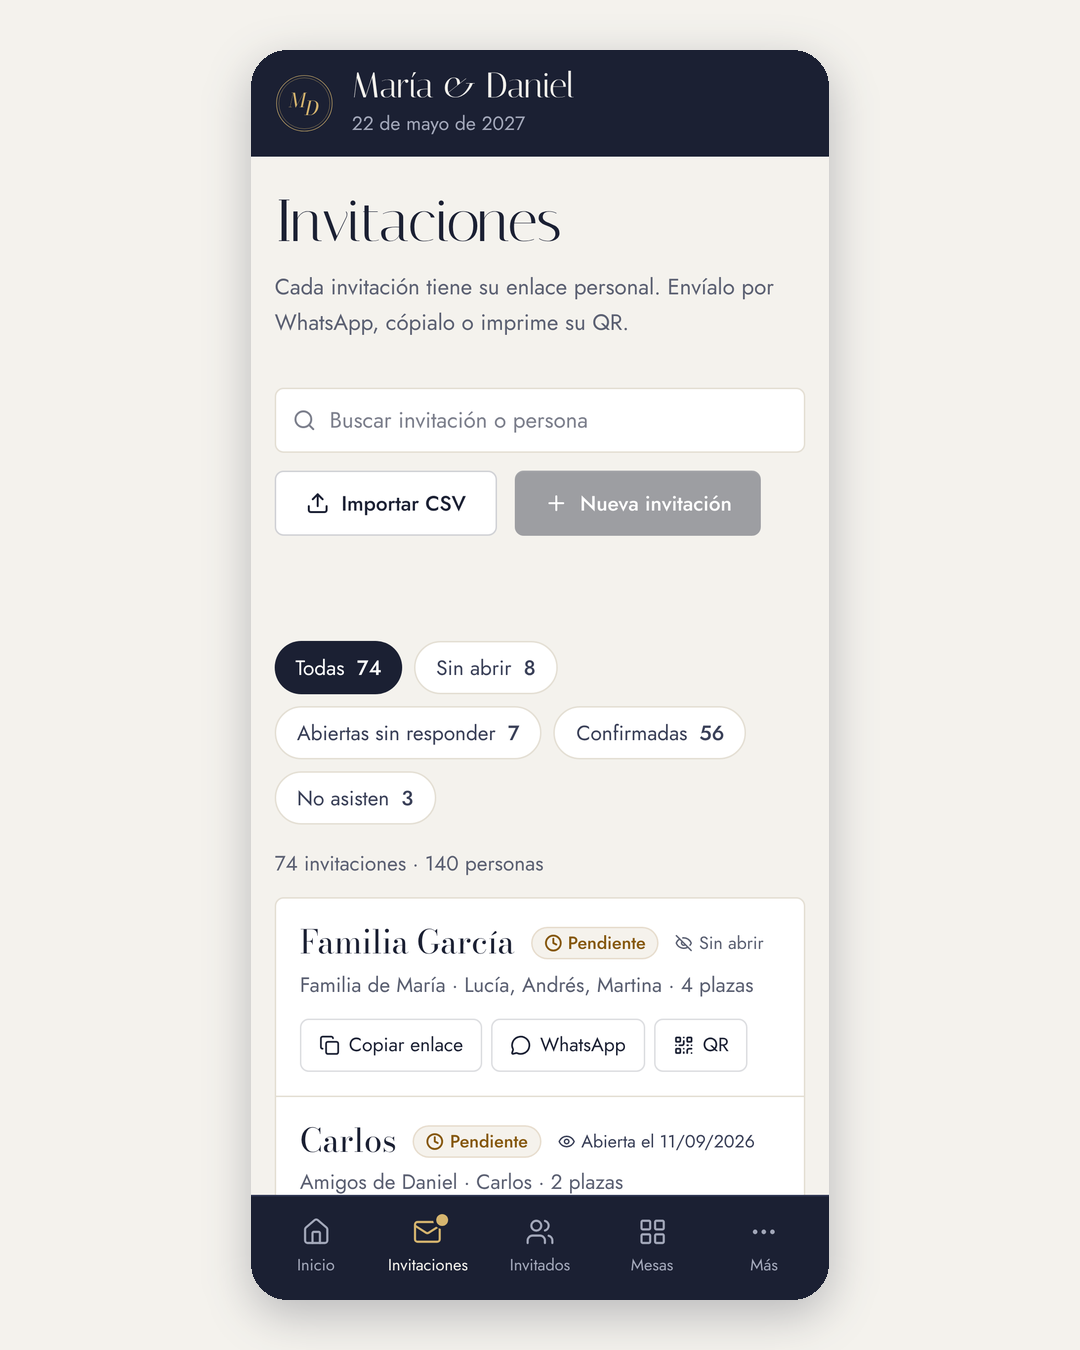 MD
María & Daniel
22 de mayo de 2027
Invitaciones
Cada invitación tiene su enlace personal. Envíalo por
WhatsApp, cópialo o imprime su QR.
Buscar invitación o persona
Importar CSV
Nueva invitación
Todas 74
Sin abrir 8
Abiertas sin responder 7
Confirmadas 56
No asisten 3
74 invitaciones · 140 personas
Familia García Pendiente Sin abrir
Familia de María · Lucía, Andrés, Martina · 4 plazas
Copiar enlace WhatsApp QR
Carlos Pendiente Abierta el 11/09/2026
Amigos de Daniel · Carlos · 2 plazas
Inicio Invitaciones Invitados Mesas Más